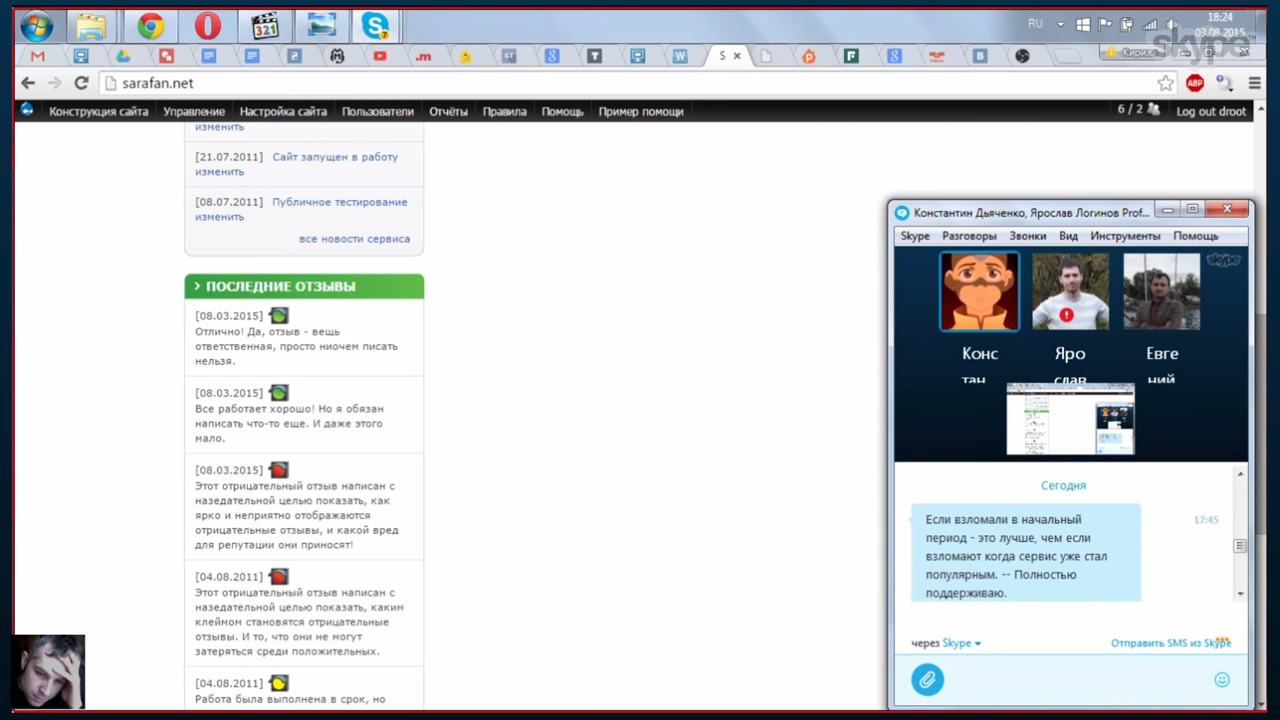 RU
18:24
03.08.2015
skype
321
7
Кирилл
S
sarafan.net
ABP
Конструкция сайта Управление Настройка сайта Пользователи Отчёты Правила Помощь Пример помощи
6 / 2
Log out droot
изменить
[21.07.2011] Сайт запущен в работу
изменить
[08.07.2011] Публичное тестирование
изменить
все новости сервиса
› ПОСЛЕДНИЕ ОТЗЫВЫ
[08.03.2015]
Отлично! Да, отзыв - вещь
ответственная, просто ниочем писать
нельзя.
[08.03.2015]
Все работает хорошо! Но я обязан
написать что-то еще. И даже этого
мало.
[08.03.2015]
Этот отрицательный отзыв написан с
назедательной целью показать, как
ярко и неприятно отображаются
отрицательные отзывы, и какой вред
для репутации они приносят!
[04.08.2011]
Этот отрицательный отзыв написан с
назедательной целью показать, каким
клеймом становятся отрицательные
отзывы. И то, что они не могут
затеряться среди положительных.
[04.08.2011]
Работа была выполнена в срок, но
Константин Дьяченко, Ярослав Логинов Prof...
Skype Разговоры Звонки Вид Инструменты Помощь
skype
Конс
тан
Яро
слав
Евге
ний
Сегодня
Если взломали в начальный
период - это лучше, чем если
взломают когда сервис уже стал
популярным. -- Полностью
поддерживаю.
17:45
через Skype
Отправить SMS из Skype